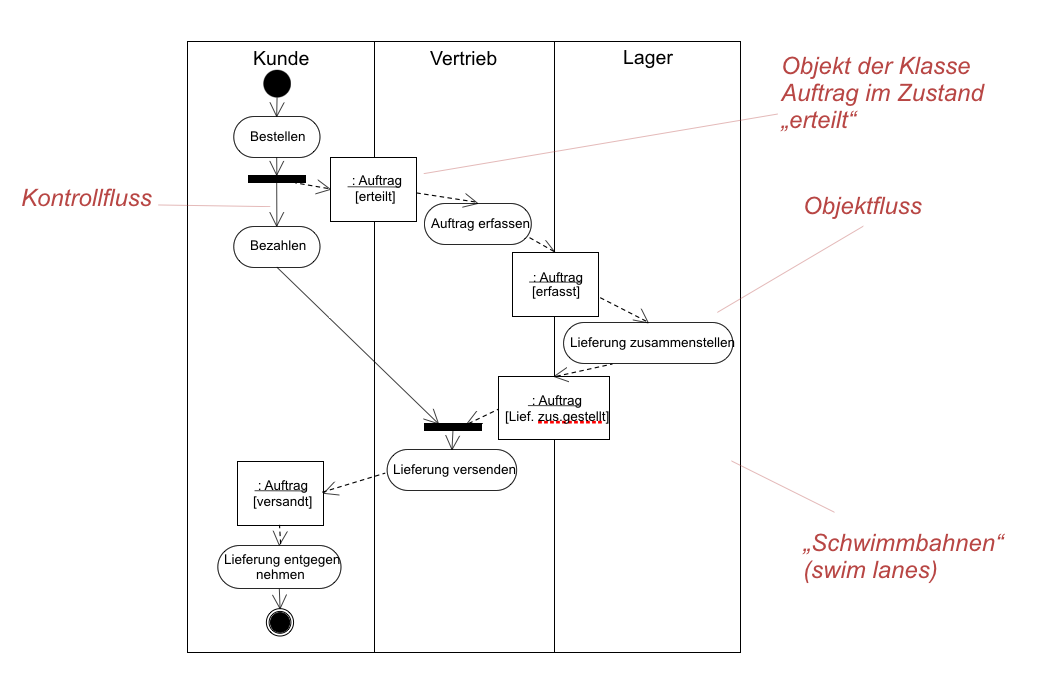 Kunde
Vertrieb
Lager
Objekt der Klasse
Auftrag im Zustand
„erteilt“
Bestellen
: Auftrag
[erteilt]
Kontrollfluss
Auftrag erfassen
Objektfluss
Bezahlen
: Auftrag
[erfasst]
Lieferung zusammenstellen
: Auftrag
[Lief. zus.gestellt]
Lieferung versenden
: Auftrag
[versandt]
„Schwimmbahnen“
(swim lanes)
Lieferung entgegen
nehmen